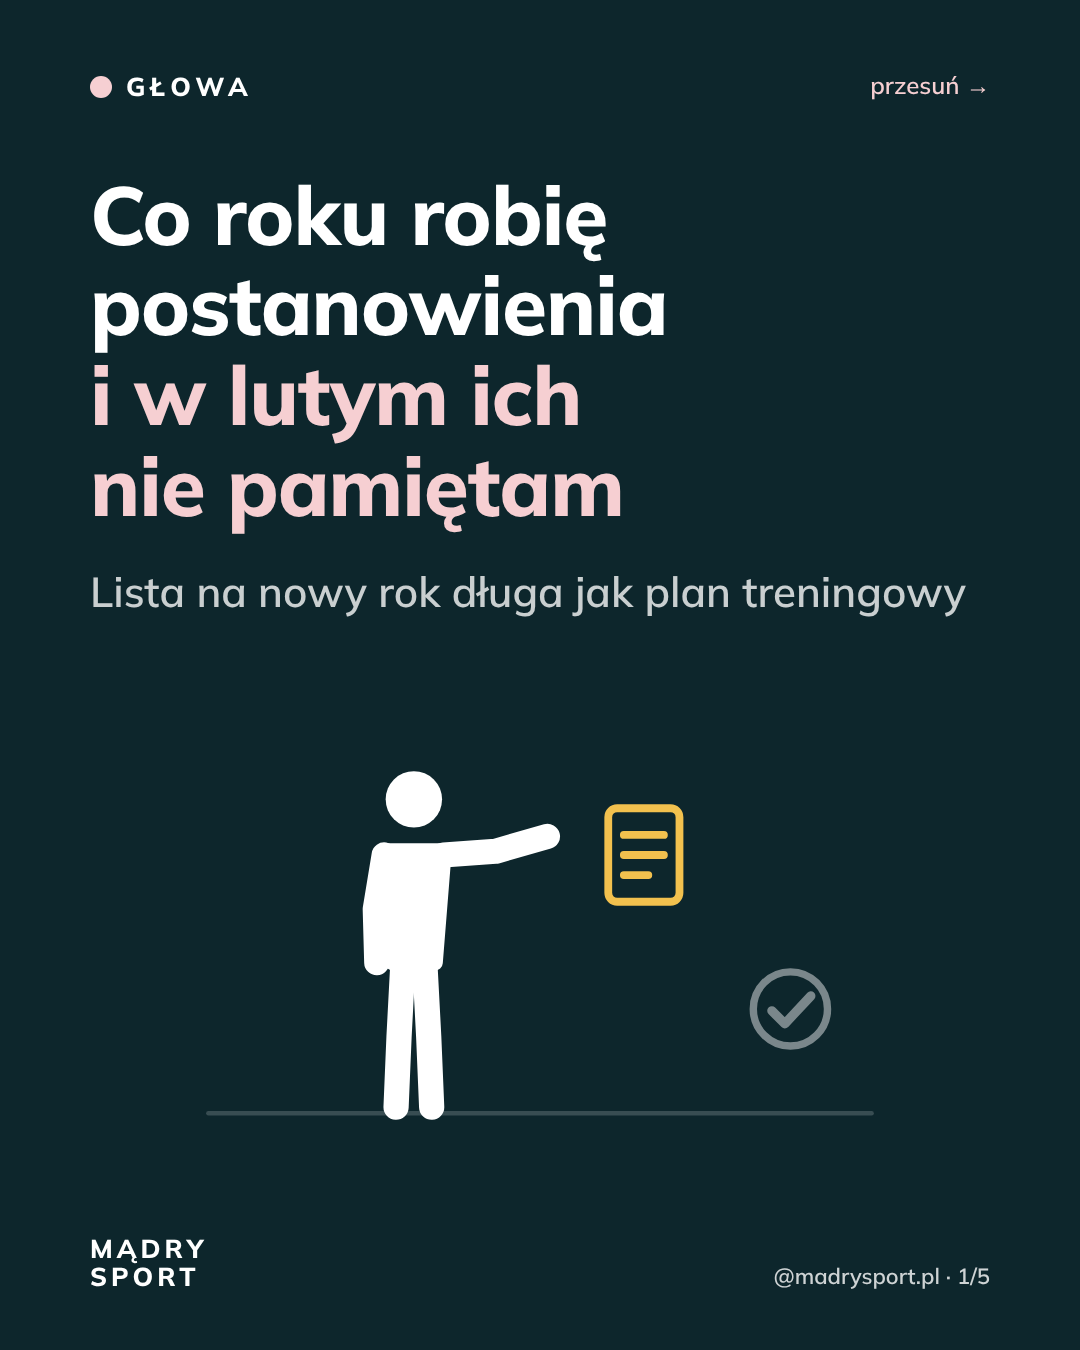 GŁOWA
przesuń →
Co roku robię
postanowienia
i w lutym ich
nie pamiętam
Lista na nowy rok długa jak plan treningowy
MĄDRY
SPORT
@madrysport.pl · 1/5